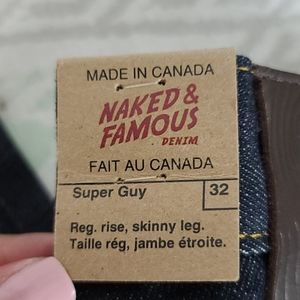 MADE IN CANADA
NAKED &
FAMOUS
DENIM
FAIT AU CANADA
Super Guy 32
Reg. rise, skinny leg.
Taille rég, jambe étroite.